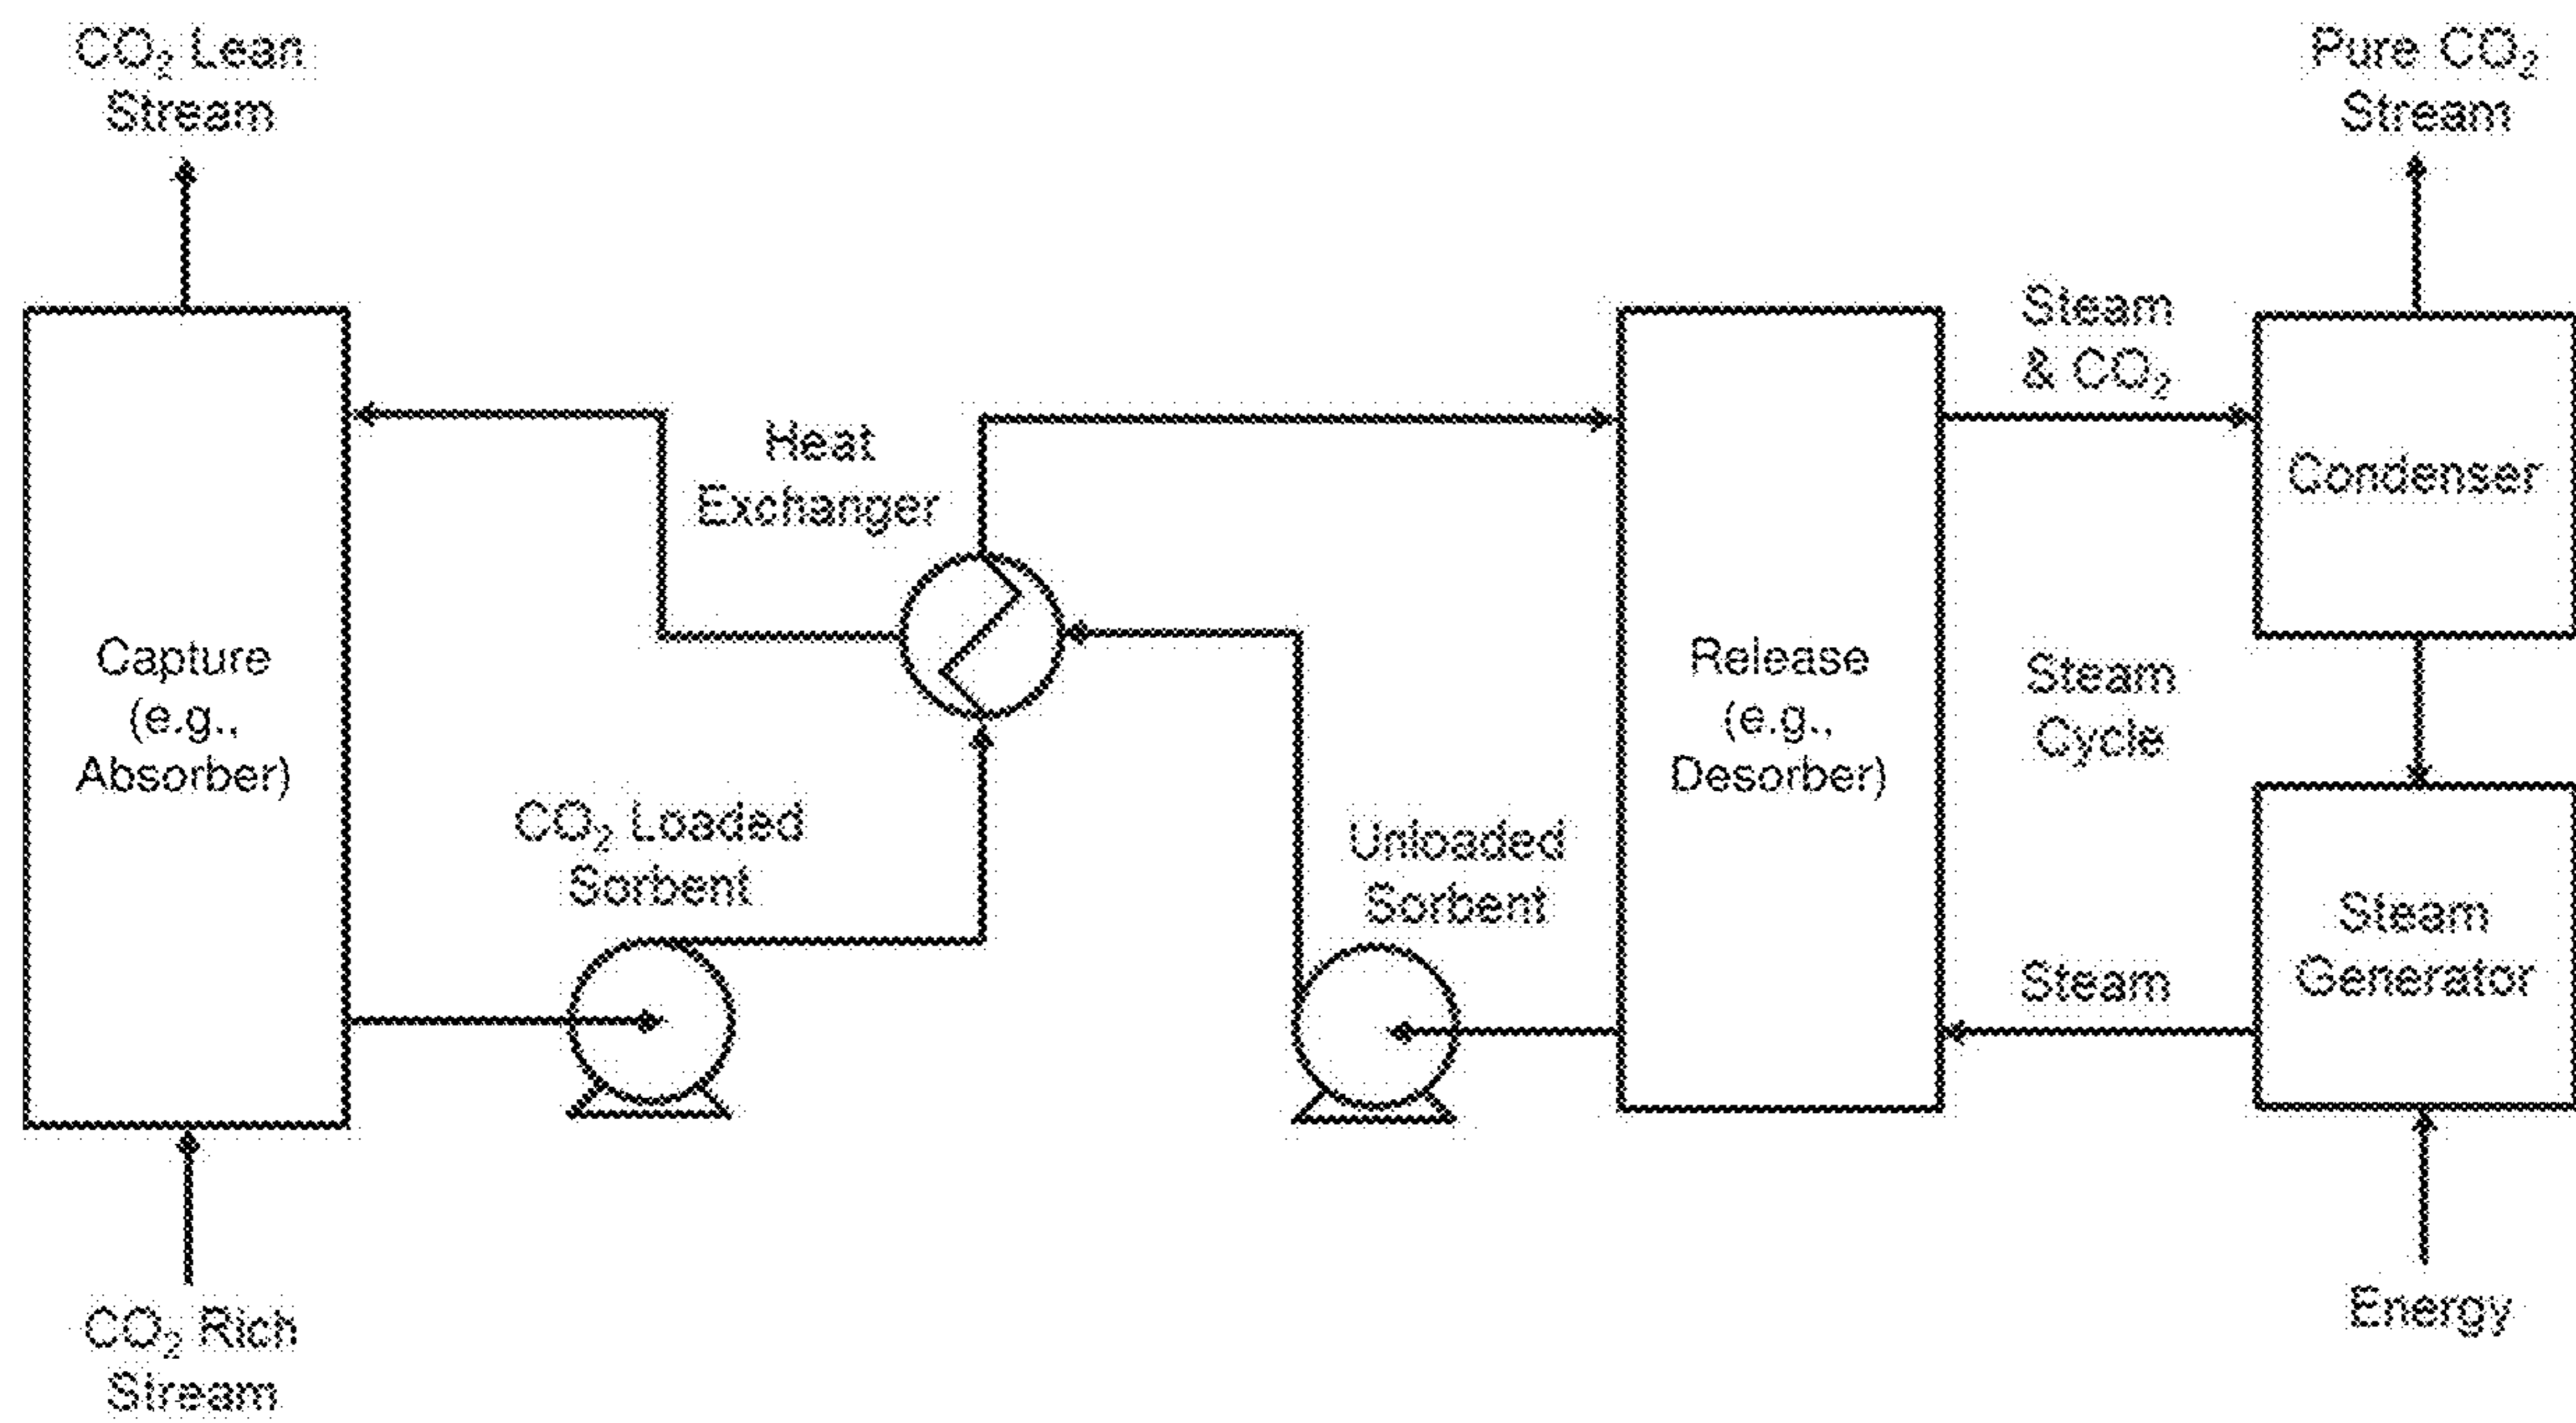 CO₂ Lean
Stream
Pure CO₂
Stream
Steam
& CO₂
Heat
Exchanger
Condenser
Capture
(e.g.,
Absorber)
Release
(e.g.,
Desorber)
Steam
Cycle
CO₂ Loaded
Sorbent
Unloaded
Sorbent
Steam
Generator
Steam
CO₂ Rich
Stream
Energy